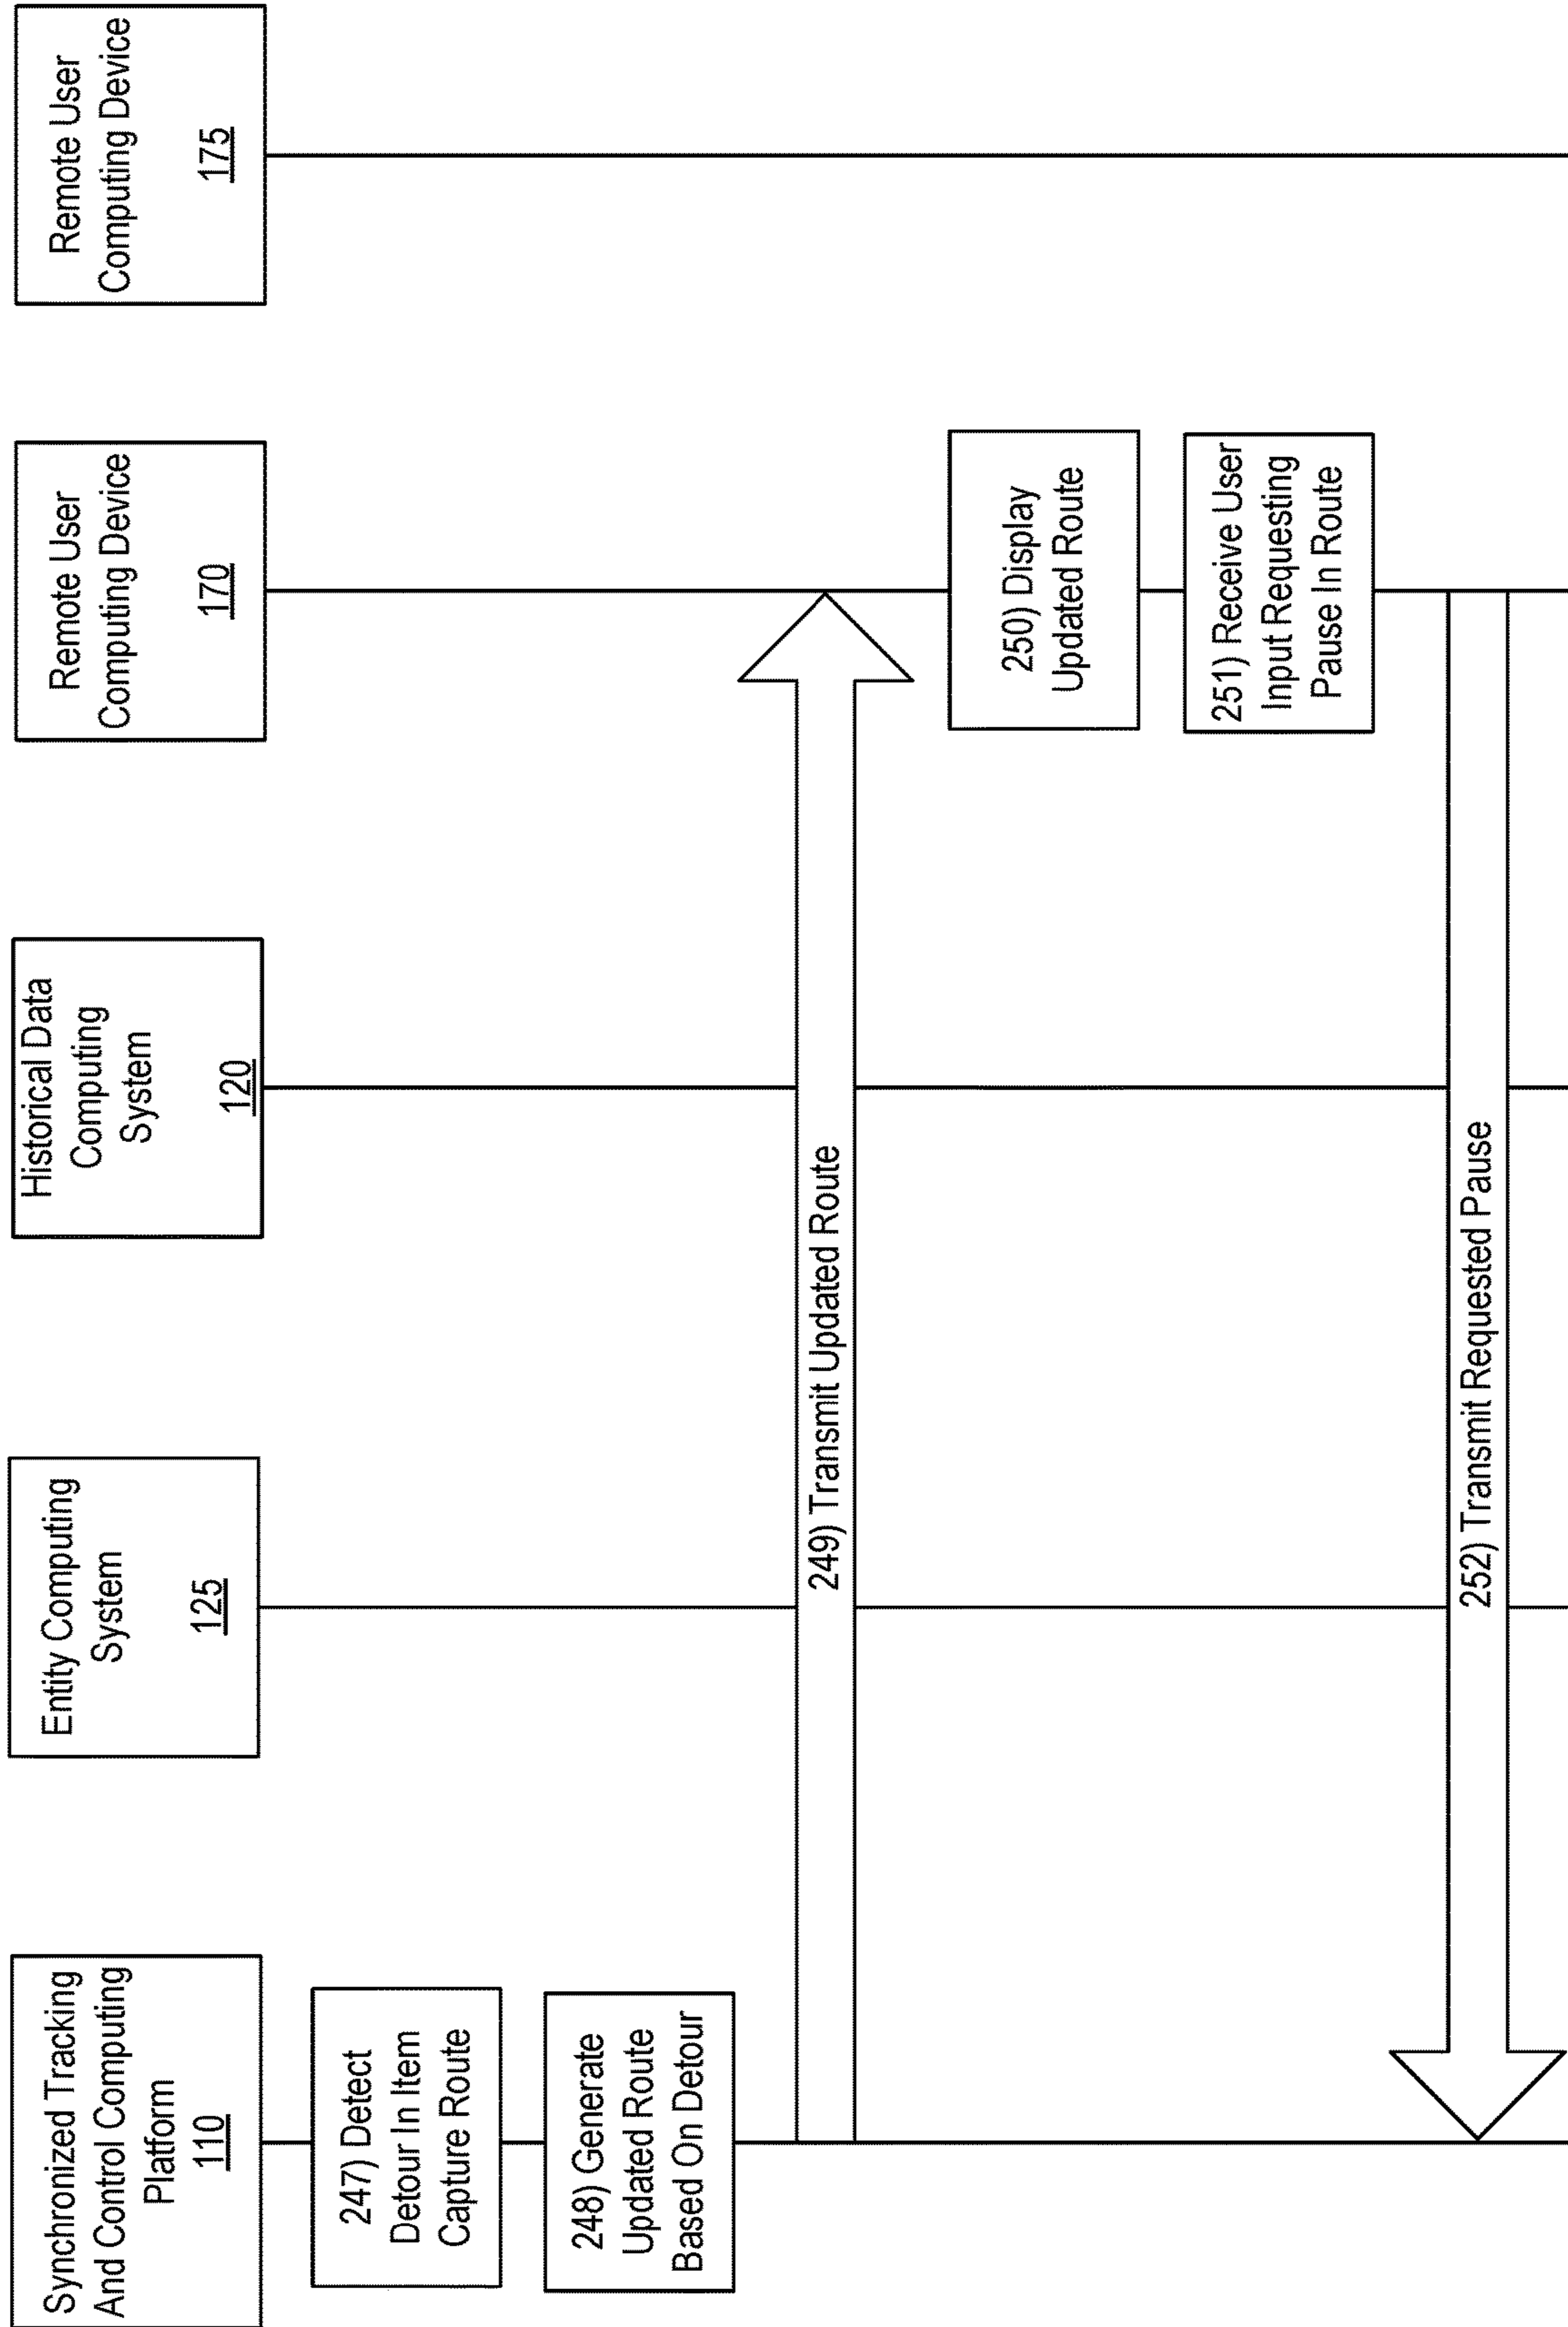 Synchronized Tracking
And Control Computing
Platform
110
Entity Computing
System
125
Historical Data
Computing
System
120
Remote User
Computing Device
170
Remote User
Computing Device
175
247) Detect
Detour In Item
Capture Route
248) Generate
Updated Route
Based On Detour
249) Transmit Updated Route
250) Display
Updated Route
251) Receive User
Input Requesting
Pause In Route
252) Transmit Requested Pause